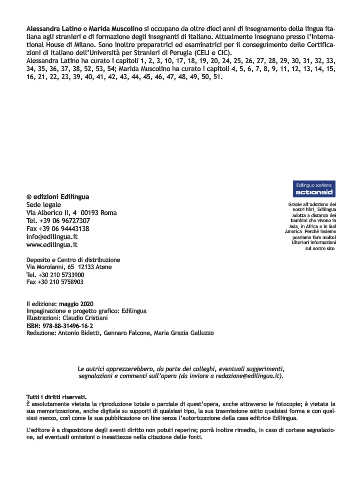 Alessandra Latino e Marida Muscolino si occupano da oltre dieci anni di insegnamento della lingua ita-
liana agli stranieri e di formazione degli insegnanti di italiano. Attualmente insegnano presso l'Interna-
tional House di Milano. Sono inoltre preparatrici ed esaminatrici per il conseguimento delle Certifica-
zioni di italiano dell'Università per Stranieri di Perugia (CELI e CIC).
Alessandra Latino ha curato i capitoli 1, 2, 3, 10, 17, 18, 19, 20, 24, 25, 26, 27, 28, 29, 30, 31, 32, 33,
34, 35, 36, 37, 38, 52, 53, 54; Marida Muscolino ha curato i capitoli 4, 5, 6, 7, 8, 9, 11, 12, 13, 14, 15,
16, 21, 22, 23, 39, 40, 41, 42, 43, 44, 45, 46, 47, 48, 49, 50, 51.
© edizioni Edilingua
Sede legale
Via Alberico II, 4 00193 Roma
Tel. +39 06 96727307
Fax +39 06 94443138
info@edilingua.it
www.edilingua.it
Deposito e Centro di distribuzione
Via Moroianni, 65 12133 Atene
Tel. +30 210 5733900
Fax +30 210 5758903
II edizione: maggio 2020
Impaginazione e progetto grafico: Edilingua
Illustrazioni: Claudio Cristiani
ISBN: 978-88-31496-16-2
Redazione: Antonio Bidetti, Gennaro Falcone, Maria Grazia Galluzzo
Edilingua sostiene
actionaid
Grazie all'adozione dei
nostri libri, Edilingua
adotta a distanza dei
bambini che vivono in
Asia, in Africa e in Sud
America. Perché insieme
possiamo fare molto!
Ulteriori informazioni
sul nostro sito.
Le autrici apprezzerebbero, da parte dei colleghi, eventuali suggerimenti,
segnalazioni e commenti sull'opera (da inviare a redazione@edilingua.it).
Tutti i diritti riservati.
È assolutamente vietata la riproduzione totale o parziale di quest'opera, anche attraverso le fotocopie; è vietata la
sua memorizzazione, anche digitale su supporti di qualsiasi tipo, la sua trasmissione sotto qualsiasi forma e con qual-
siasi mezzo, così come la sua pubblicazione on line senza l'autorizzazione della casa editrice Edilingua.
L'editore è a disposizione degli aventi diritto non potuti reperire; porrà inoltre rimedio, in caso di cortese segnalazio-
ne, ad eventuali omissioni o inesattezze nella citazione delle fonti.